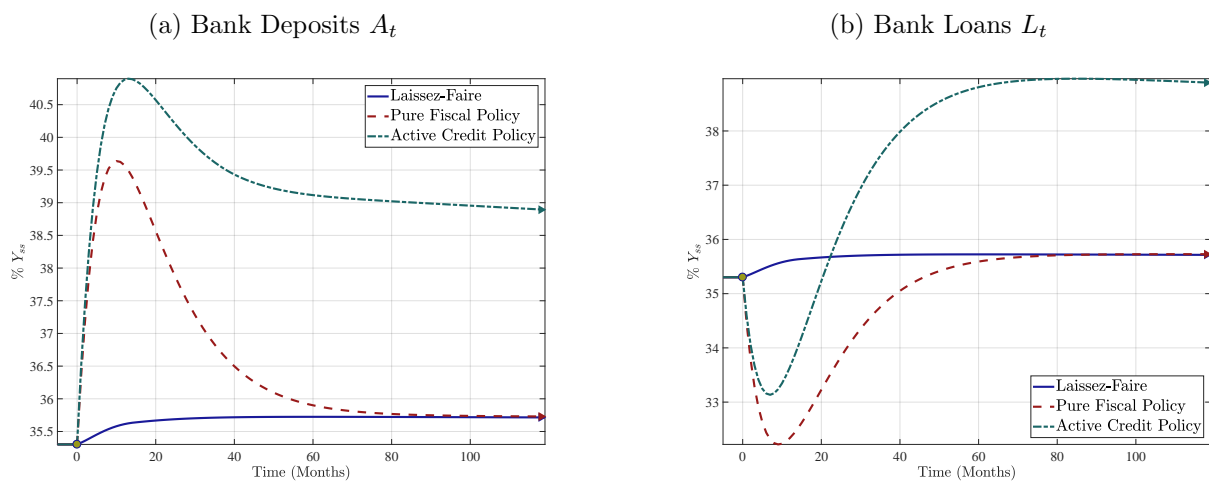 (a) Bank Deposits A_t
40.5
40
39.5
39
38.5
38
37.5
37
36.5
36
35.5
0
20
40
60
80
100
% Y_ss
Time (Months)
Laissez-Faire
Pure Fiscal Policy
Active Credit Policy
(b) Bank Loans L_t
38
37
36
35
34
33
0
20
40
60
80
100
% Y_ss
Time (Months)
Laissez-Faire
Pure Fiscal Policy
Active Credit Policy